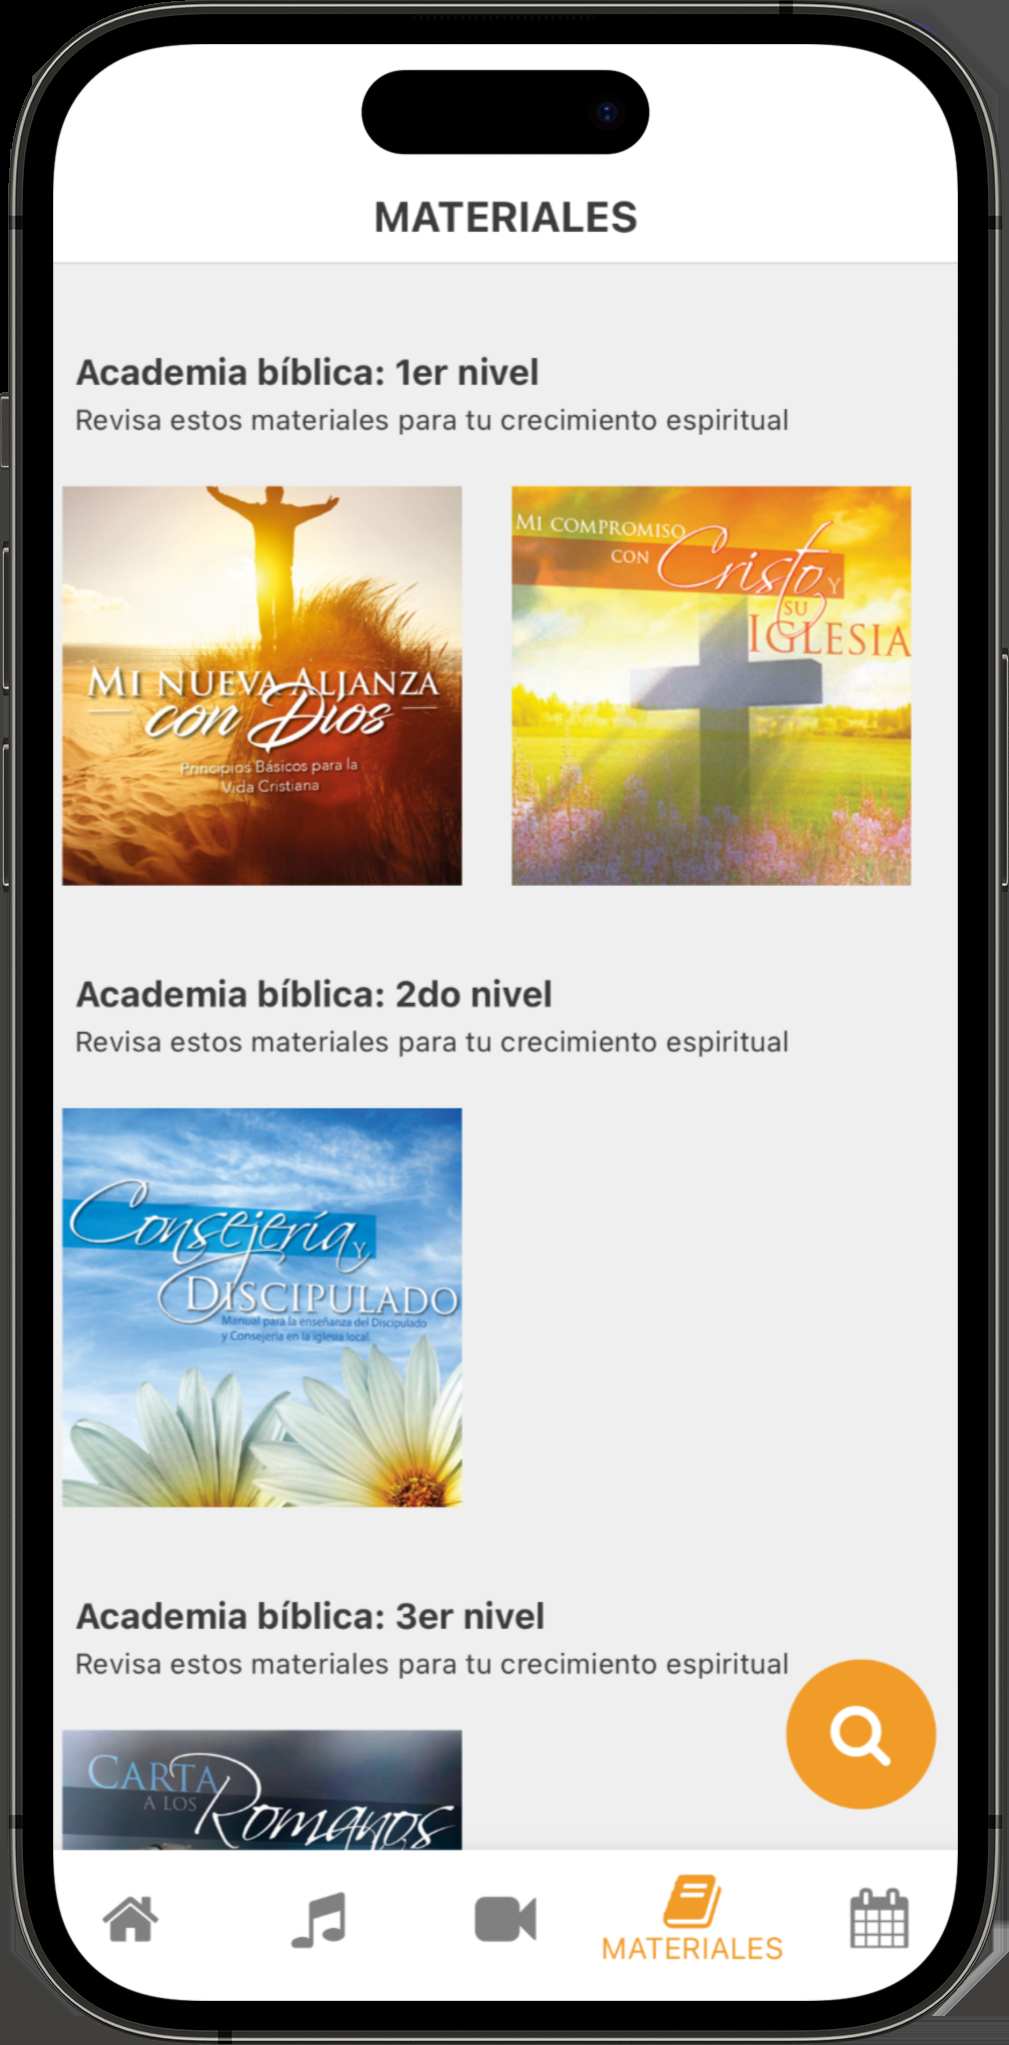 MATERIALES
Academia bíblica: 1er nivel
Revisa estos materiales para tu crecimiento espiritual
MI NUEVA ALIANZA
con Dios
Principios Básicos para la
Vida Cristiana
MI COMPROMISO
CON Cristo Y
SU
IGLESIA
Academia bíblica: 2do nivel
Revisa estos materiales para tu crecimiento espiritual
Consejería Y
DISCIPULADO
Manual para la enseñanza del Discipulado
y Consejería en la iglesia local.
Academia bíblica: 3er nivel
Revisa estos materiales para tu crecimiento espiritual
CARTA
A LOS Romanos
MATERIALES